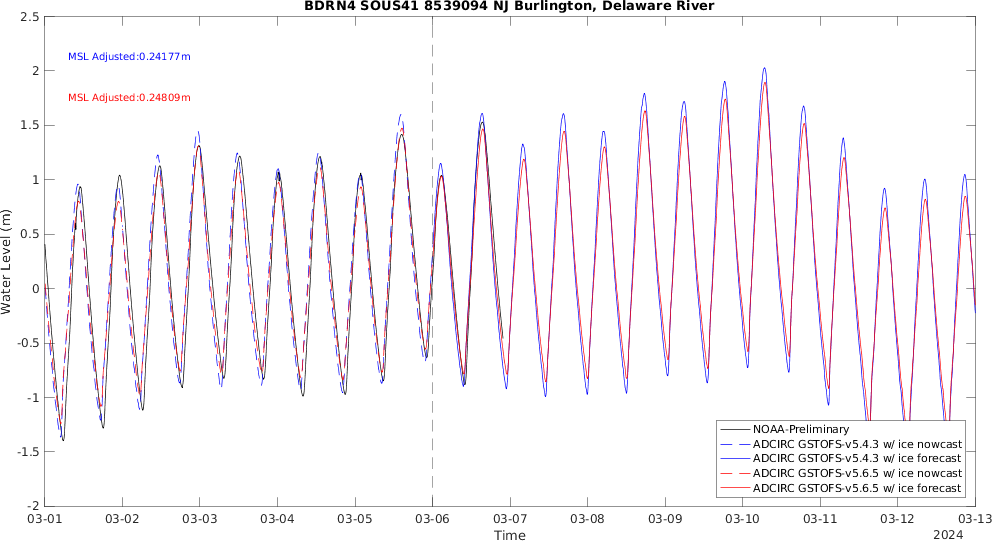 BDRN4 SOUS41 8539094 NJ Burlington, Delaware River
2.5
2
1.5
1
0.5
0
-0.5
-1
-1.5
-2
Water Level (m)
MSL Adjusted:0.24177m
MSL Adjusted:0.24809m
NOAA-Preliminary
ADCIRC GSTOFS-v5.4.3 w/ ice nowcast
ADCIRC GSTOFS-v5.4.3 w/ ice forecast
ADCIRC GSTOFS-v5.6.5 w/ ice nowcast
ADCIRC GSTOFS-v5.6.5 w/ ice forecast
03-01 03-02 03-03 03-04 03-05 03-06 03-07 03-08 03-09 03-10 03-11 03-12 03-13
Time
2024